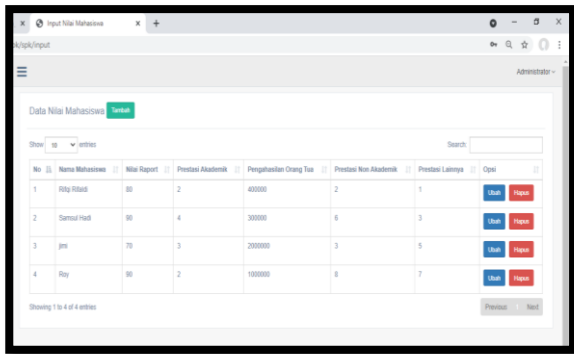 Input Nilai Mahasiswa
spk/input
Administrator
Data Nilai Mahasiswa Tambah
Show 10 entries Search:
No Nama Mahasiswa Nilai Raport Prestasi Akademik Pengahasilan Orang Tua Prestasi Non Akademik Prestasi Lainnya Opsi
1 Rifqi Rifaldi 80 2 400000 2 1 Ubah Hapus
2 Samsul Hadi 90 4 300000 6 3 Ubah Hapus
3 jimi 70 3 2000000 3 5 Ubah Hapus
4 Roy 90 2 1000000 8 7 Ubah Hapus
Showing 1 to 4 of 4 entries Previous 1 Next